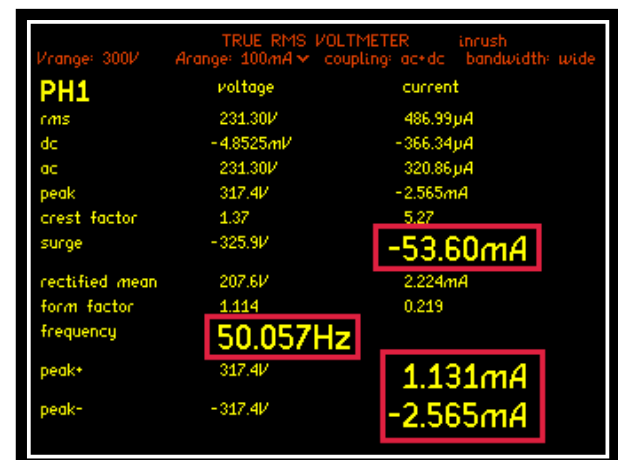 TRUE RMS VOLTMETER inrush
Vrange: 300V Arange: 100mA coupling: ac+dc bandwidth: wide
PH1 voltage current
rms 231.30V 486.99µA
dc -4.8525mV -366.34µA
ac 231.30V 320.86µA
peak 317.4V -2.565mA
crest factor 1.37 5.27
surge -325.9V -53.60mA
rectified mean 207.6V 2.224mA
form factor 1.114 0.219
frequency 50.057Hz
peak+ 317.4V 1.131mA
peak- -317.4V -2.565mA